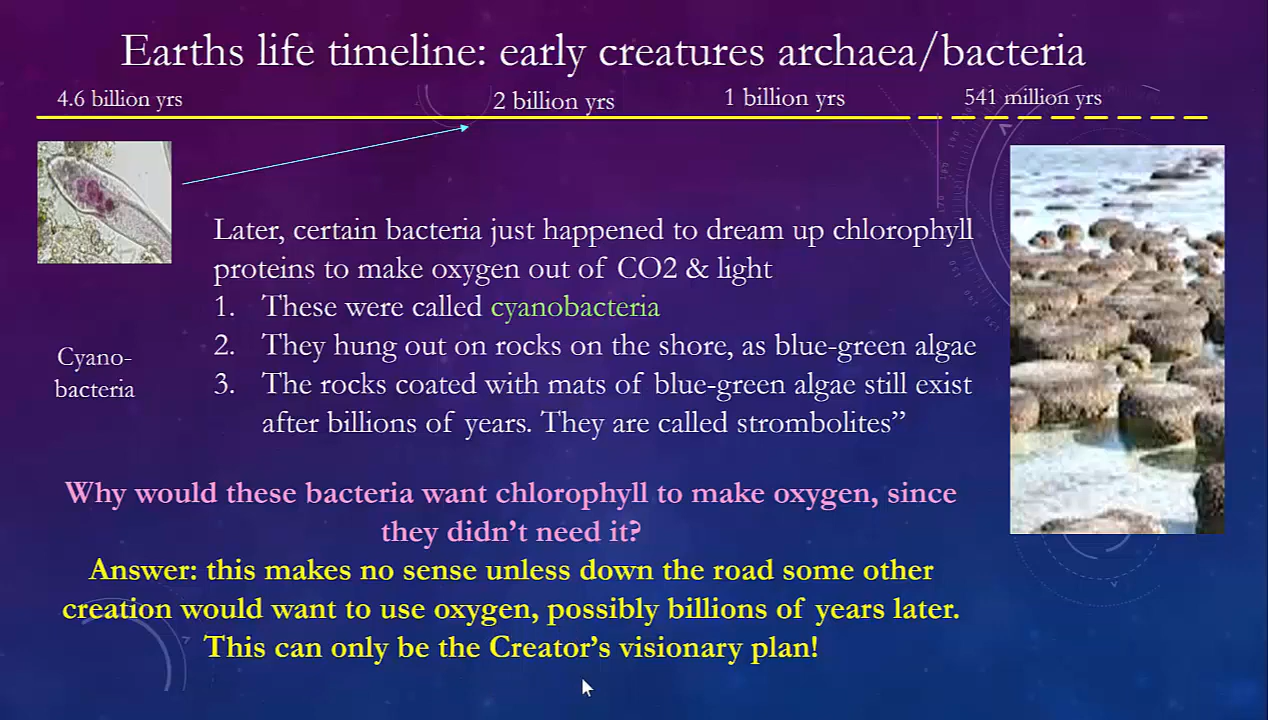 Earths life timeline: early creatures archaea/bacteria
4.6 billion yrs
2 billion yrs
1 billion yrs
541 million yrs
Later, certain bacteria just happened to dream up chlorophyll
proteins to make oxygen out of CO2 & light
1. These were called cyanobacteria
2. They hung out on rocks on the shore, as blue-green algae
3. The rocks coated with mats of blue-green algae still exist
after billions of years. They are called strombolites”
Cyano-
bacteria
Why would these bacteria want chlorophyll to make oxygen, since
they didn’t need it?
Answer: this makes no sense unless down the road some other
creation would want to use oxygen, possibly billions of years later.
This can only be the Creator’s visionary plan!